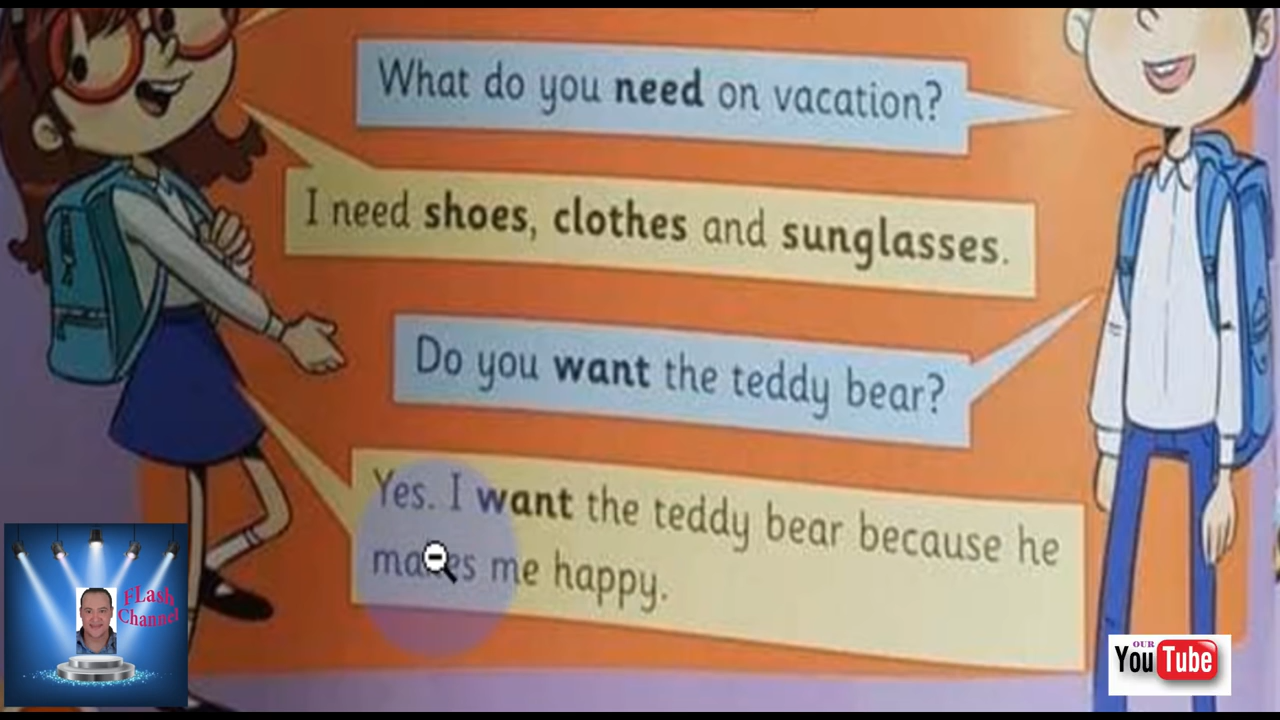 What do you need on vacation?
I need shoes, clothes and sunglasses.
Do you want the teddy bear?
Yes. I want the teddy bear because he
makes me happy.
FLash
Channel
OUR
YouTube